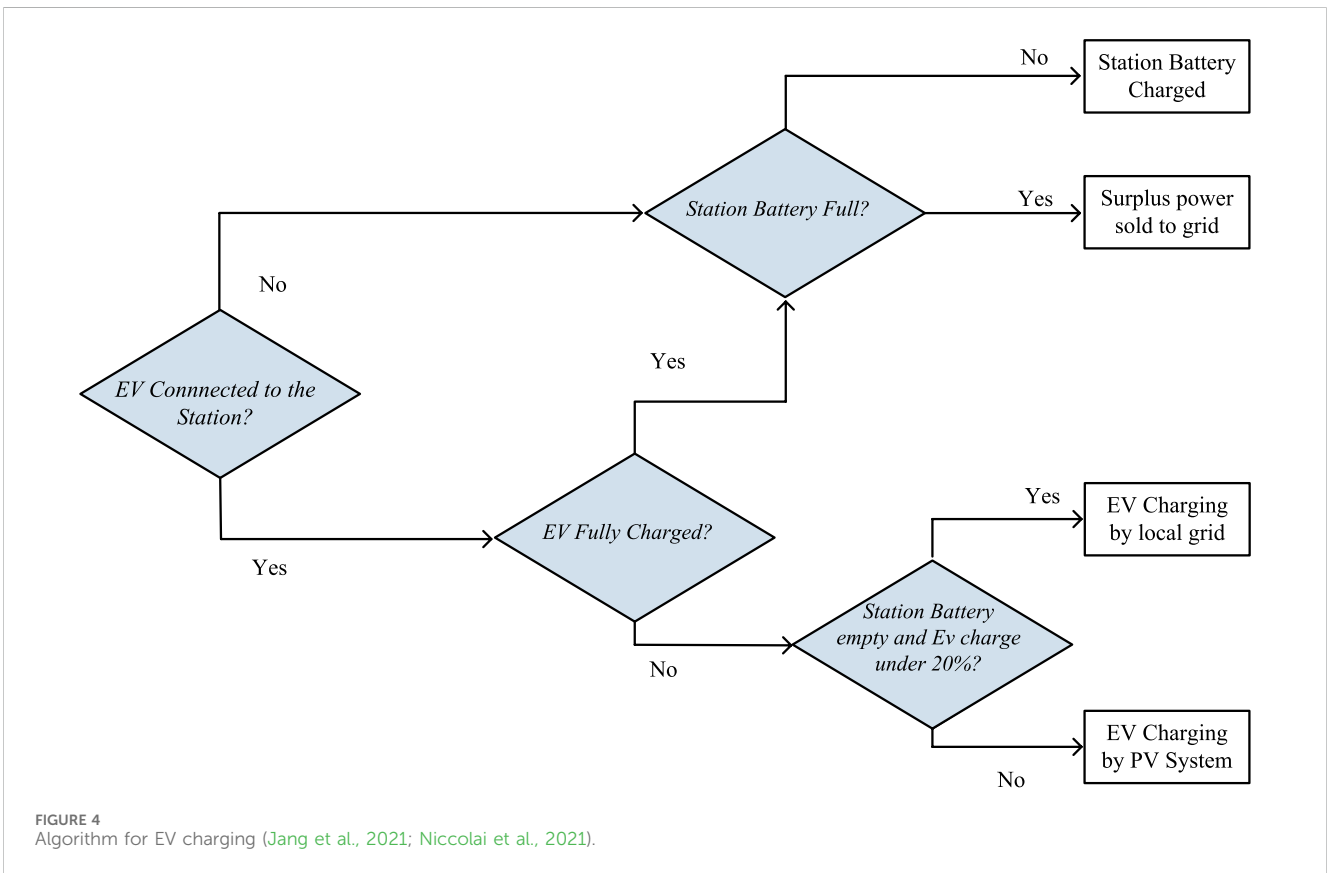 No
Station Battery
Charged
Station Battery Full?
Yes
Surplus power
sold to grid
No
EV Connnected to the
Station?
Yes
Yes
EV Fully Charged?
No
Station Battery
empty and Ev charge
under 20%?
Yes
EV Charging
by local grid
No
EV Charging
by PV System
FIGURE 4
Algorithm for EV charging (Jang et al., 2021; Niccolai et al., 2021).